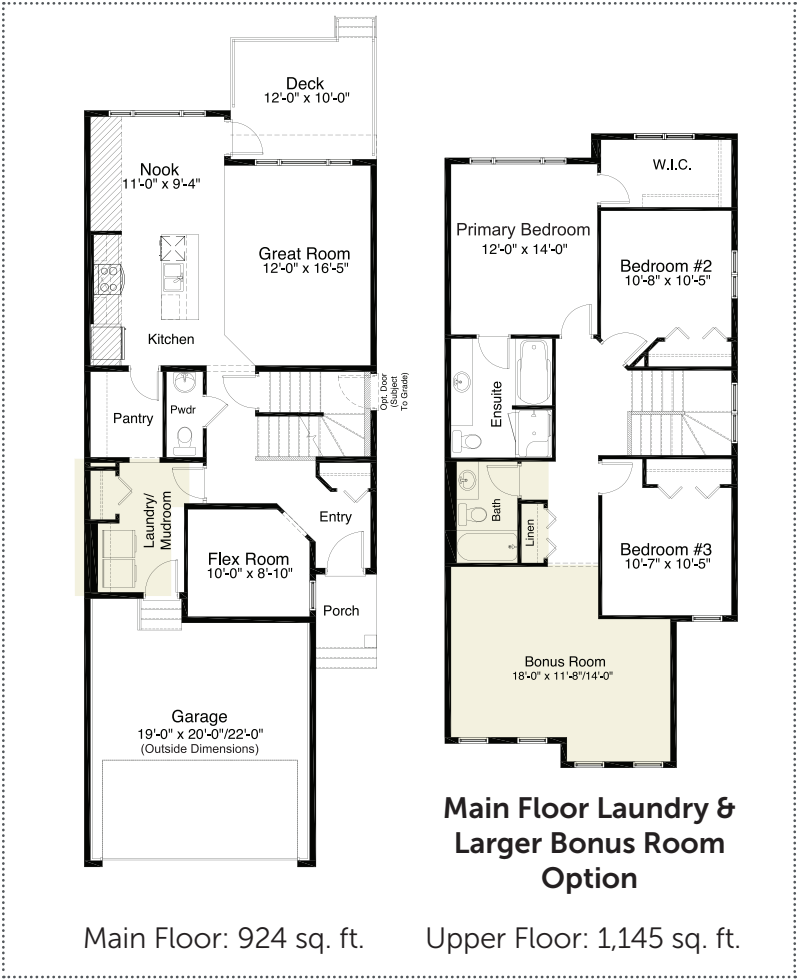 Deck
12'-0" x 10'-0"
Nook
11'-0" x 9'-4"
Great Room
12'-0" x 16'-5"
Kitchen
Pantry
Pwdr
Opt. Door
(Subject
To Grade)
Laundry/
Mudroom
Entry
Flex Room
10'-0" x 8'-10"
Porch
Garage
19'-0" x 20'-0"/22'-0"
(Outside Dimensions)
W.I.C.
Primary Bedroom
12'-0" x 14'-0"
Bedroom #2
10'-8" x 10'-5"
Ensuite
Bath
Linen
Bedroom #3
10'-7" x 10'-5"
Bonus Room
18'-0" x 11'-8"/14'-0"
Main Floor Laundry &
Larger Bonus Room
Option
Main Floor: 924 sq. ft.
Upper Floor: 1,145 sq. ft.